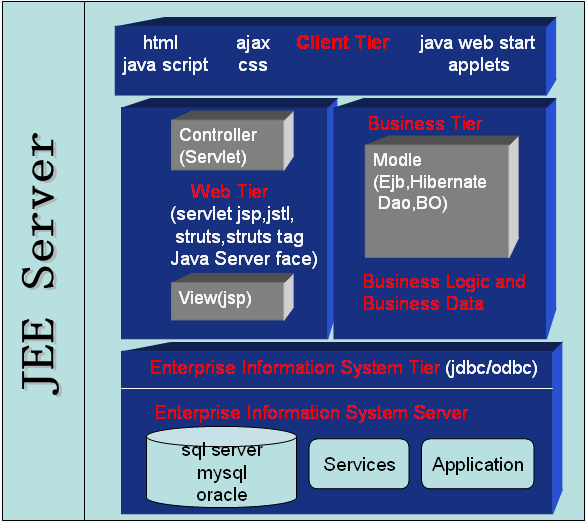 JEE Server
html ajax Client Tier java web start
java script css applets
Controller
(Servlet)
Web Tier
(servlet jsp,jstl,
struts,struts tag
Java Server face)
View(jsp)
Business Tier
Modle
(Ejb,Hibernate
Dao,BO)
Business Logic and
Business Data
Enterprise Information System Tier (jdbc/odbc)
Enterprise Information System Server
sql server
mysql
oracle
Services
Application